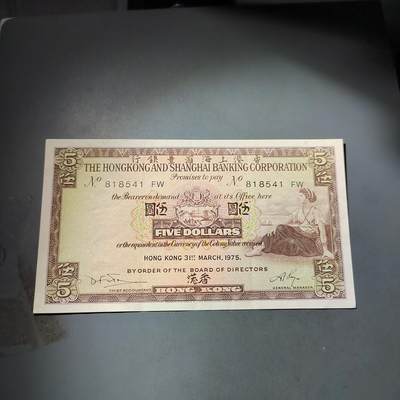 行銀豐滙海上港香
THE HONGKONG AND SHANGHAI BANKING CORPORATION
Promises to pay
No 818541 FW No 818541 FW
the Bearer on demand at its Office here
圓伍 圓伍
FIVE DOLLARS
or the equivalent in the Currency of the Colony Value received
HONG KONG 31ST MARCH, 1975.
BY ORDER OF THE BOARD OF DIRECTORS
港香
CHIEF ACCOUNTANT GENERAL MANAGER
HONG KONG
5 5
5 5